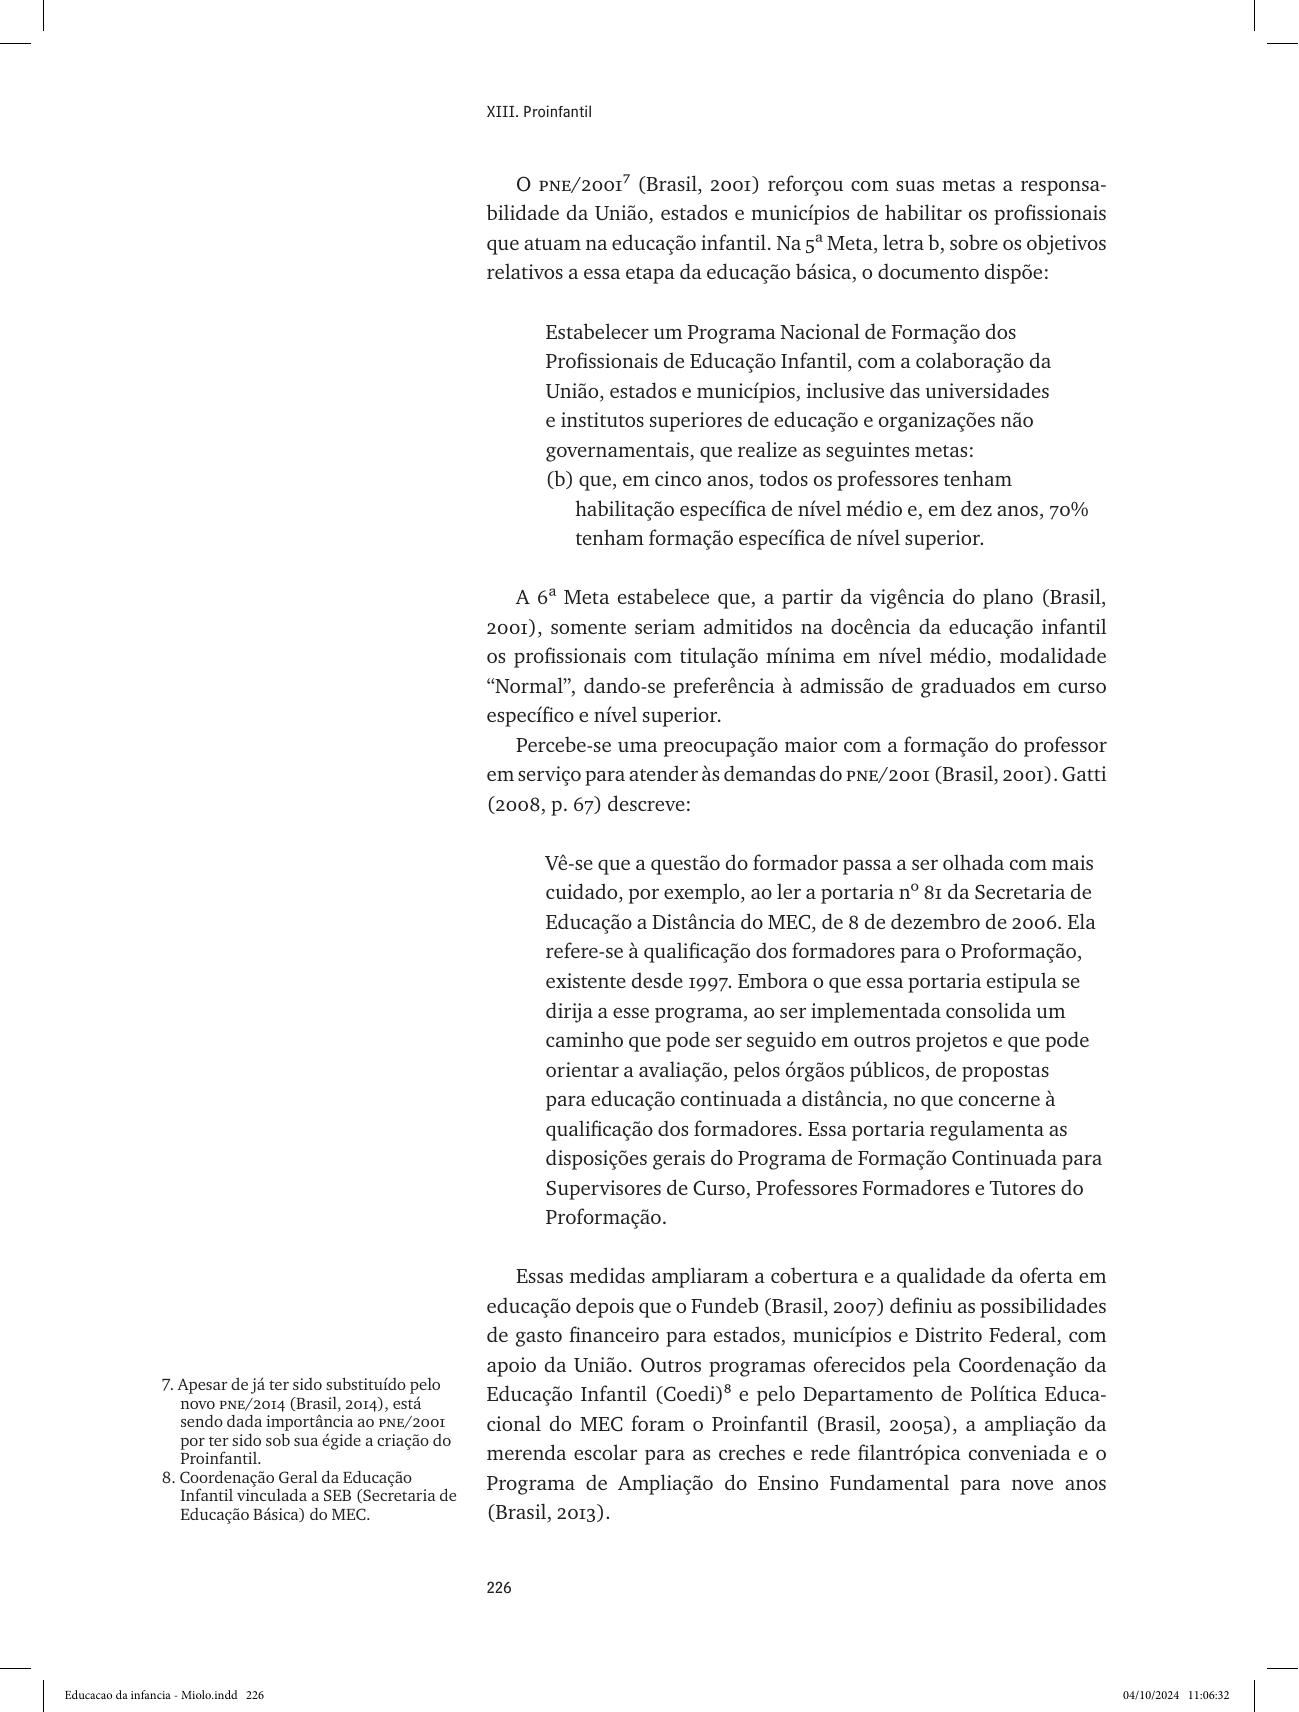 XIII. Proinfantil
O PNE/2001⁷ (Brasil, 2001) reforçou com suas metas a responsa-
bilidade da União, estados e municípios de habilitar os profissionais
que atuam na educação infantil. Na 5ª Meta, letra b, sobre os objetivos
relativos a essa etapa da educação básica, o documento dispõe:
Estabelecer um Programa Nacional de Formação dos
Profissionais de Educação Infantil, com a colaboração da
União, estados e municípios, inclusive das universidades
e institutos superiores de educação e organizações não
governamentais, que realize as seguintes metas:
(b) que, em cinco anos, todos os professores tenham
habilitação específica de nível médio e, em dez anos, 70%
tenham formação específica de nível superior.
A 6ª Meta estabelece que, a partir da vigência do plano (Brasil,
2001), somente seriam admitidos na docência da educação infantil
os profissionais com titulação mínima em nível médio, modalidade
“Normal”, dando-se preferência à admissão de graduados em curso
específico e nível superior.
Percebe-se uma preocupação maior com a formação do professor
em serviço para atender às demandas do PNE/2001 (Brasil, 2001). Gatti
(2008, p. 67) descreve:
Vê-se que a questão do formador passa a ser olhada com mais
cuidado, por exemplo, ao ler a portaria nº 81 da Secretaria de
Educação a Distância do MEC, de 8 de dezembro de 2006. Ela
refere-se à qualificação dos formadores para o Proformação,
existente desde 1997. Embora o que essa portaria estipula se
dirija a esse programa, ao ser implementada consolida um
caminho que pode ser seguido em outros projetos e que pode
orientar a avaliação, pelos órgãos públicos, de propostas
para educação continuada a distância, no que concerne à
qualificação dos formadores. Essa portaria regulamenta as
disposições gerais do Programa de Formação Continuada para
Supervisores de Curso, Professores Formadores e Tutores do
Proformação.
Essas medidas ampliaram a cobertura e a qualidade da oferta em
educação depois que o Fundeb (Brasil, 2007) definiu as possibilidades
de gasto financeiro para estados, municípios e Distrito Federal, com
apoio da União. Outros programas oferecidos pela Coordenação da
Educação Infantil (Coedi)⁸ e pelo Departamento de Política Educa-
cional do MEC foram o Proinfantil (Brasil, 2005a), a ampliação da
merenda escolar para as creches e rede filantrópica conveniada e o
Programa de Ampliação do Ensino Fundamental para nove anos
(Brasil, 2013).
7. Apesar de já ter sido substituído pelo
novo PNE/2014 (Brasil, 2014), está
sendo dada importância ao PNE/2001
por ter sido sob sua égide a criação do
Proinfantil.
8. Coordenação Geral da Educação
Infantil vinculada a SEB (Secretaria de
Educação Básica) do MEC.
226
Educacao da infancia - Miolo.indd 226
04/10/2024 11:06:32